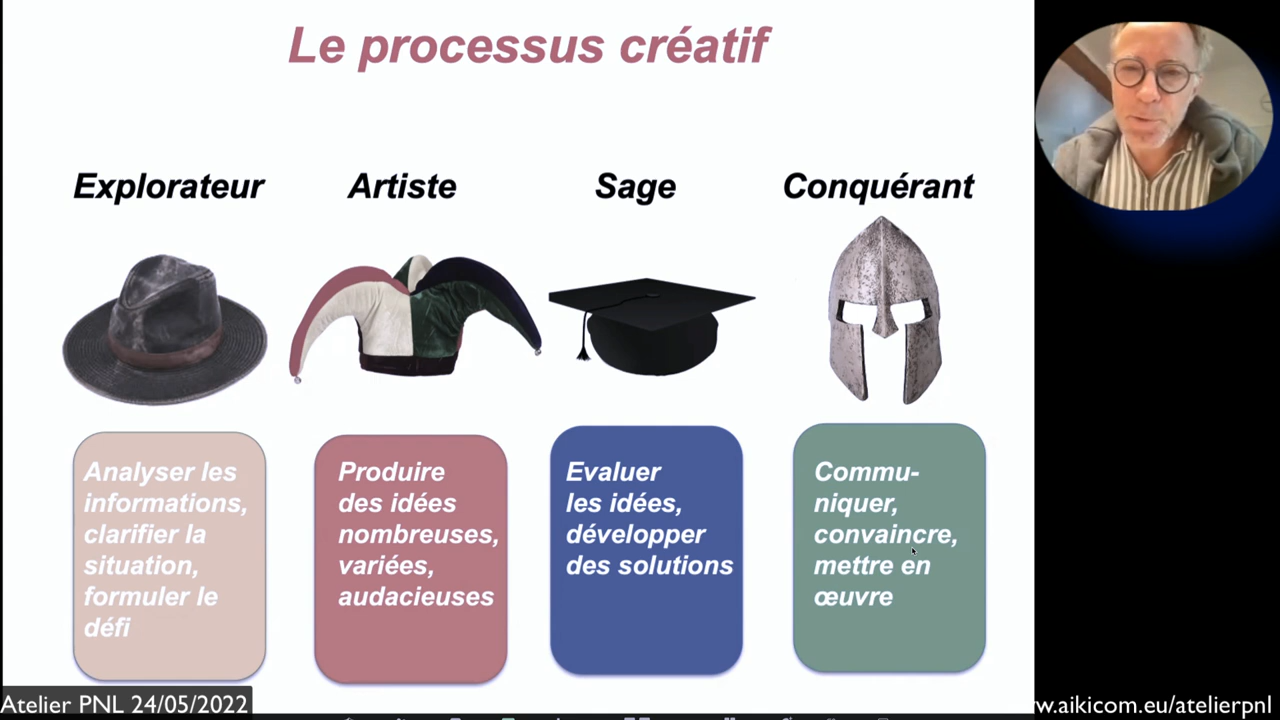 Le processus créatif
Explorateur
Artiste
Sage
Conquérant
Analyser les
informations,
clarifier la
situation,
formuler le
défi
Produire
des idées
nombreuses,
variées,
audacieuses
Evaluer
les idées,
développer
des solutions
Commu-
niquer,
convaincre,
mettre en
œuvre
Atelier PNL 24/05/2022
w.aikicom.eu/atelierpnl